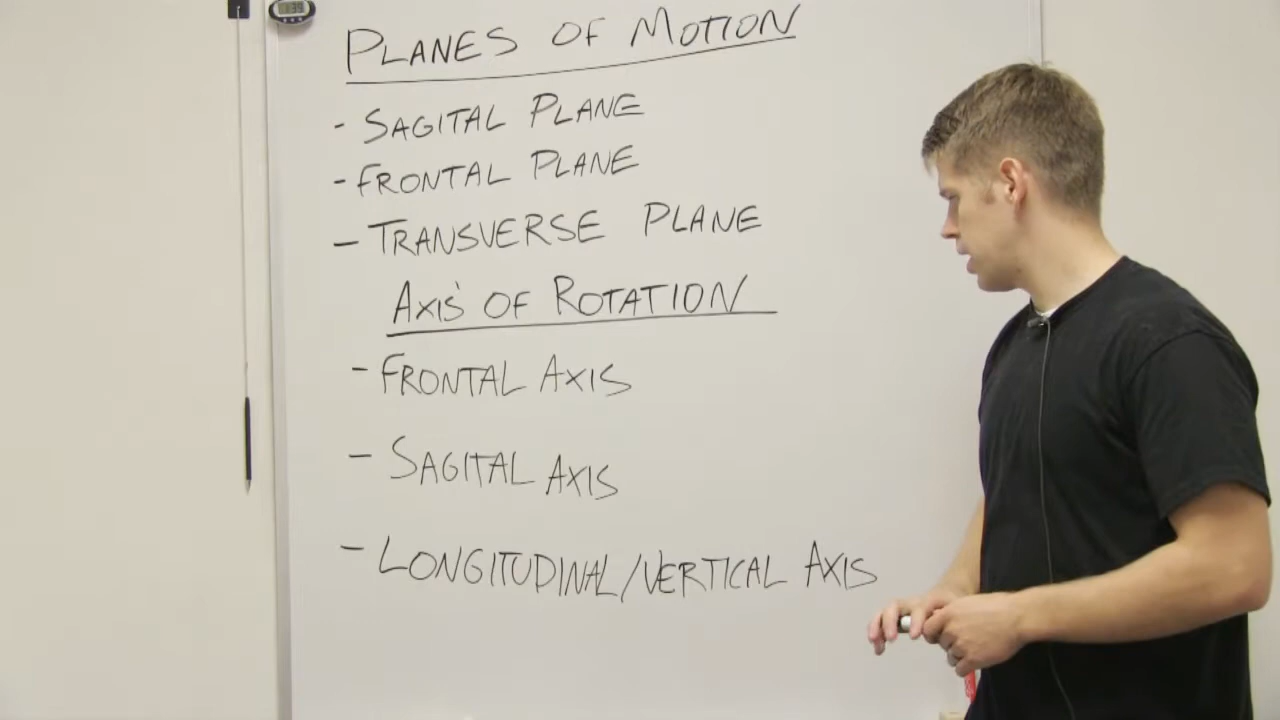 PLANES OF MOTION
- SAGITAL PLANE
- FRONTAL PLANE
- TRANSVERSE PLANE
AXIS' OF ROTATION
- FRONTAL AXIS
- SAGITAL AXIS
- LONGITUDINAL/VERTICAL AXIS